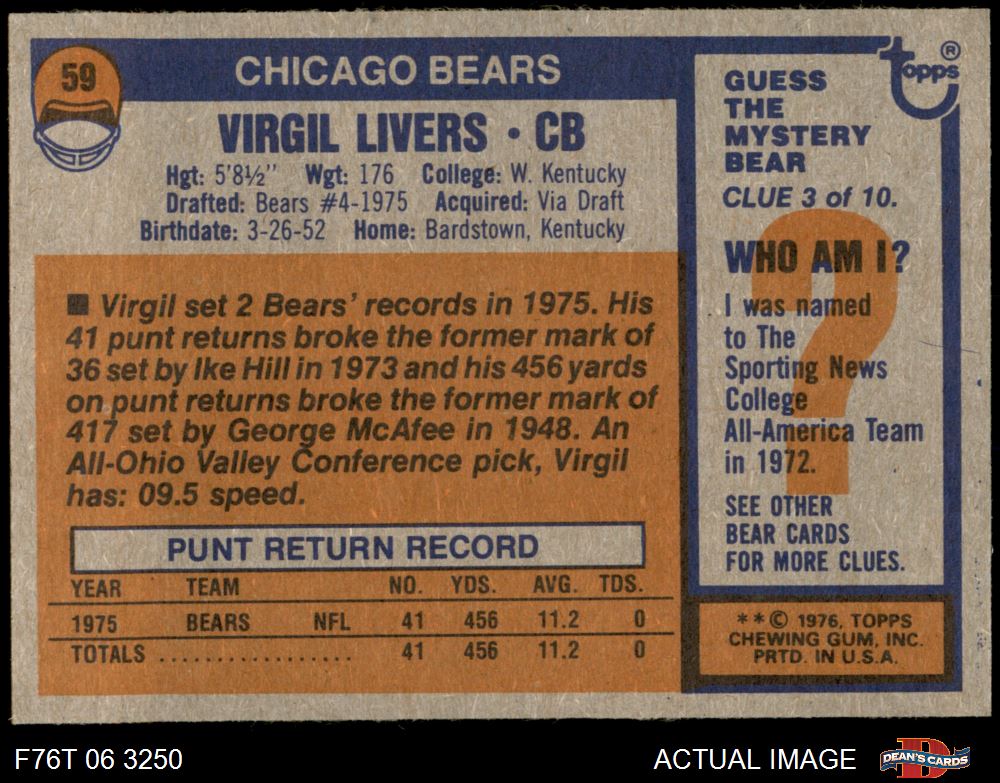 59
CHICAGO BEARS
VIRGIL LIVERS • CB
Hgt: 5'8½" Wgt: 176 College: W. Kentucky
Drafted: Bears #4-1975 Acquired: Via Draft
Birthdate: 3-26-52 Home: Bardstown, Kentucky
■ Virgil set 2 Bears' records in 1975. His
41 punt returns broke the former mark of
36 set by Ike Hill in 1973 and his 456 yards
on punt returns broke the former mark of
417 set by George McAfee in 1948. An
All-Ohio Valley Conference pick, Virgil
has: 09.5 speed.
PUNT RETURN RECORD
YEAR TEAM NO. YDS. AVG. TDS.
1975 BEARS NFL 41 456 11.2 0
TOTALS .................. 41 456 11.2 0
topps ®
GUESS
THE
MYSTERY
BEAR
CLUE 3 of 10.
?
WHO AM I?
I was named
to The
Sporting News
College
All-America Team
in 1972.
SEE OTHER
BEAR CARDS
FOR MORE CLUES.
**© 1976, TOPPS
CHEWING GUM, INC.
PRTD. IN U.S.A.
F76T 06 3250
ACTUAL IMAGE
D
DEAN'S CARDS